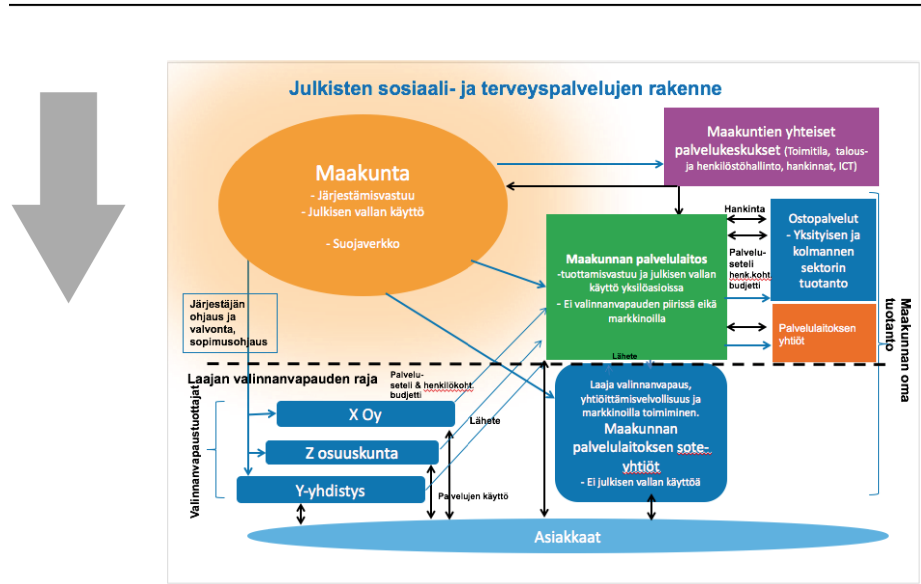 Julkisten sosiaali- ja terveyspalvelujen rakenne
Maakunta
- Järjestämisvastuu
- Julkisen vallan käyttö
- Suojaverkko
Maakuntien yhteiset
palvelukeskukset (Toimitila, talous-
ja henkilöstöhallinto, hankinnat, ICT)
Hankinta
Palvelu-
seteli
henk.koht.
budjetti
Ostopalvelut
- Yksityisen ja
kolmannen
sektorin
tuotanto
Maakunnan palvelulaitos
-tuottamisvastuu ja julkisen vallan
käyttö yksilöasioissa
- Ei valinnanvapauden piirissä eikä
markkinoilla
Palvelulaitoksen
yhtiöt
Maakunnan oma
tuotanto
Järjestäjän
ohjaus ja
valvonta,
sopimusohjaus
Lähete
Laajan valinnanvapauden raja
Palvelu-
seteli & henkilökoht.
budjetti
Valinnanvapaustuottajat
X Oy
Z osuuskunta
Y-yhdistys
Lähete
Palvelujen käyttö
Laaja valinnanvapaus,
yhtiöittämisvelvollisuus ja
markkinoilla toimiminen.
Maakunnan
palvelulaitoksen sote-
yhtiöt
- Ei julkisen vallan käyttöä
Asiakkaat